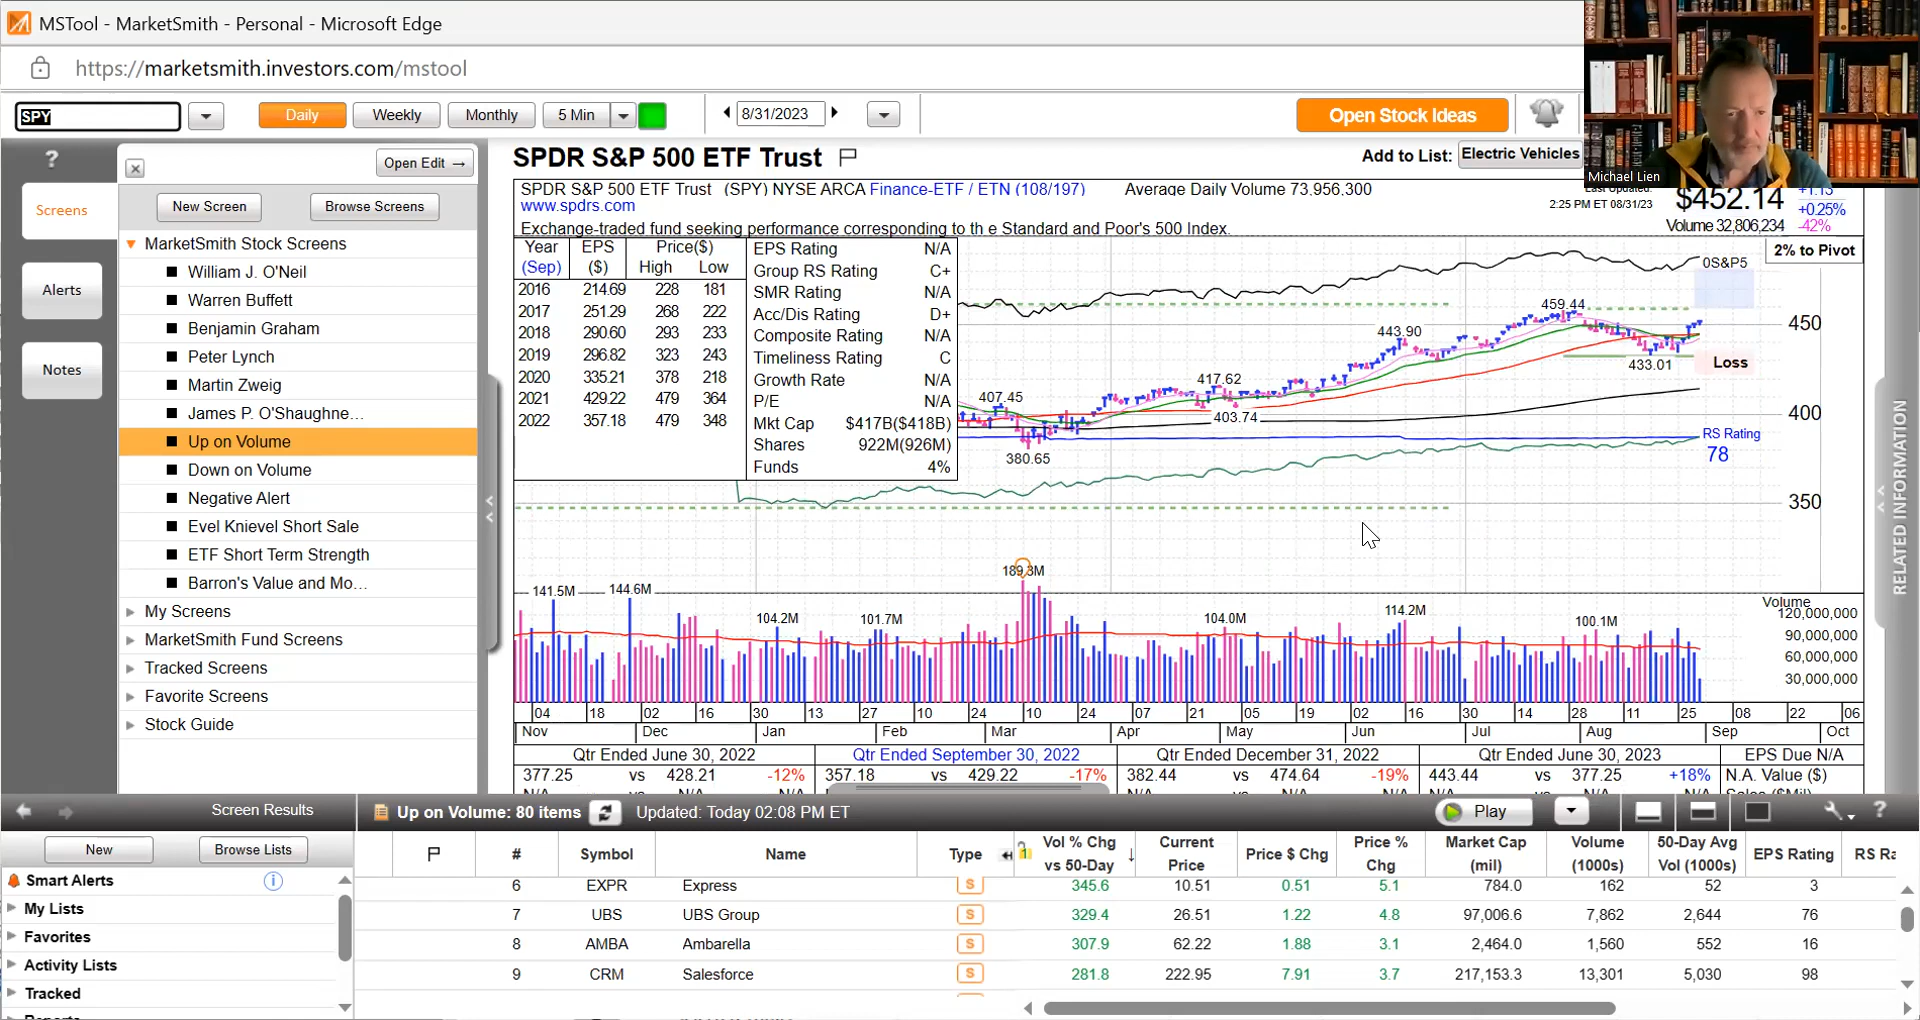 MSTool - MarketSmith - Personal - Microsoft Edge
https://marketsmith.investors.com/mstool
SPY Daily Weekly Monthly 5 Min 8/31/2023 Open Stock Ideas
Michael Lien
? Open Edit →
Screens
Alerts
Notes
New Screen Browse Screens
MarketSmith Stock Screens
William J. O'Neil
Warren Buffett
Benjamin Graham
Peter Lynch
Martin Zweig
James P. O'Shaughne...
Up on Volume
Down on Volume
Negative Alert
Evel Knievel Short Sale
ETF Short Term Strength
Barron's Value and Mo...
My Screens
MarketSmith Fund Screens
Tracked Screens
Favorite Screens
Stock Guide
SPDR S&P 500 ETF Trust Add to List: Electric Vehicles
SPDR S&P 500 ETF Trust (SPY) NYSE ARCA Finance-ETF / ETN (108/197) Average Daily Volume 73,956,300
www.spdrs.com
Exchange-traded fund seeking performance corresponding to th e Standard and Poor's 500 Index.
Last Updated:
2:25 PM ET 08/31/23
$452.14
+1.13
+0.25%
Volume 32,806,234 -42%
2% to Pivot
Year EPS Price($)
(Sep) ($) High Low
2016 214.69 228 181
2017 251.29 268 222
2018 290.60 293 233
2019 296.82 323 243
2020 335.21 378 218
2021 429.22 479 364
2022 357.18 479 348
EPS Rating N/A
Group RS Rating C+
SMR Rating N/A
Acc/Dis Rating D+
Composite Rating N/A
Timeliness Rating C
Growth Rate N/A
P/E N/A
Mkt Cap $417B($418B)
Shares 922M(926M)
Funds 4%
0S&P5
459.44
443.90
450
Loss
433.01
417.62
407.45
403.74
400
380.65
RS Rating
78
350
RELATED INFORMATION
189.3M
141.5M 144.6M 104.2M 101.7M 104.0M 114.2M 100.1M
Volume
120,000,000
90,000,000
60,000,000
30,000,000
04 18 02 16 30 13 27 10 24 10 24 07 21 05 19 02 16 30 14 28 11 25 08 22 06
Nov Dec Jan Feb Mar Apr May Jun Jul Aug Sep Oct
Qtr Ended June 30, 2022 Qtr Ended September 30, 2022 Qtr Ended December 31, 2022 Qtr Ended June 30, 2023 EPS Due N/A
377.25 vs 428.21 -12% 357.18 vs 429.22 -17% 382.44 vs 474.64 -19% 443.44 vs 377.25 +18% N.A. Value ($)
Screen Results Up on Volume: 80 items Updated: Today 02:08 PM ET Play ?
New Browse Lists
Smart Alerts
My Lists
Favorites
Activity Lists
Tracked
# Symbol Name Type 1 Vol % Chg vs 50-Day Current Price Price $ Chg Price % Chg Market Cap (mil) Volume (1000s) 50-Day Avg Vol (1000s) EPS Rating RS Ra
6 EXPR Express S 345.6 10.51 0.51 5.1 784.0 162 52 3
7 UBS UBS Group S 329.4 26.51 1.22 4.8 97,006.6 7,862 2,644 76
8 AMBA Ambarella S 307.9 62.22 1.88 3.1 2,464.0 1,560 552 16
9 CRM Salesforce S 281.8 222.95 7.91 3.7 217,153.3 13,301 5,030 98